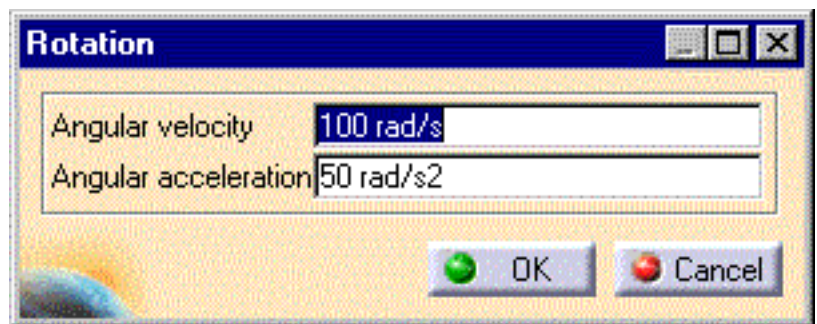 Rotation
Angular velocity 100 rad/s
Angular acceleration 50 rad/s2
OK Cancel